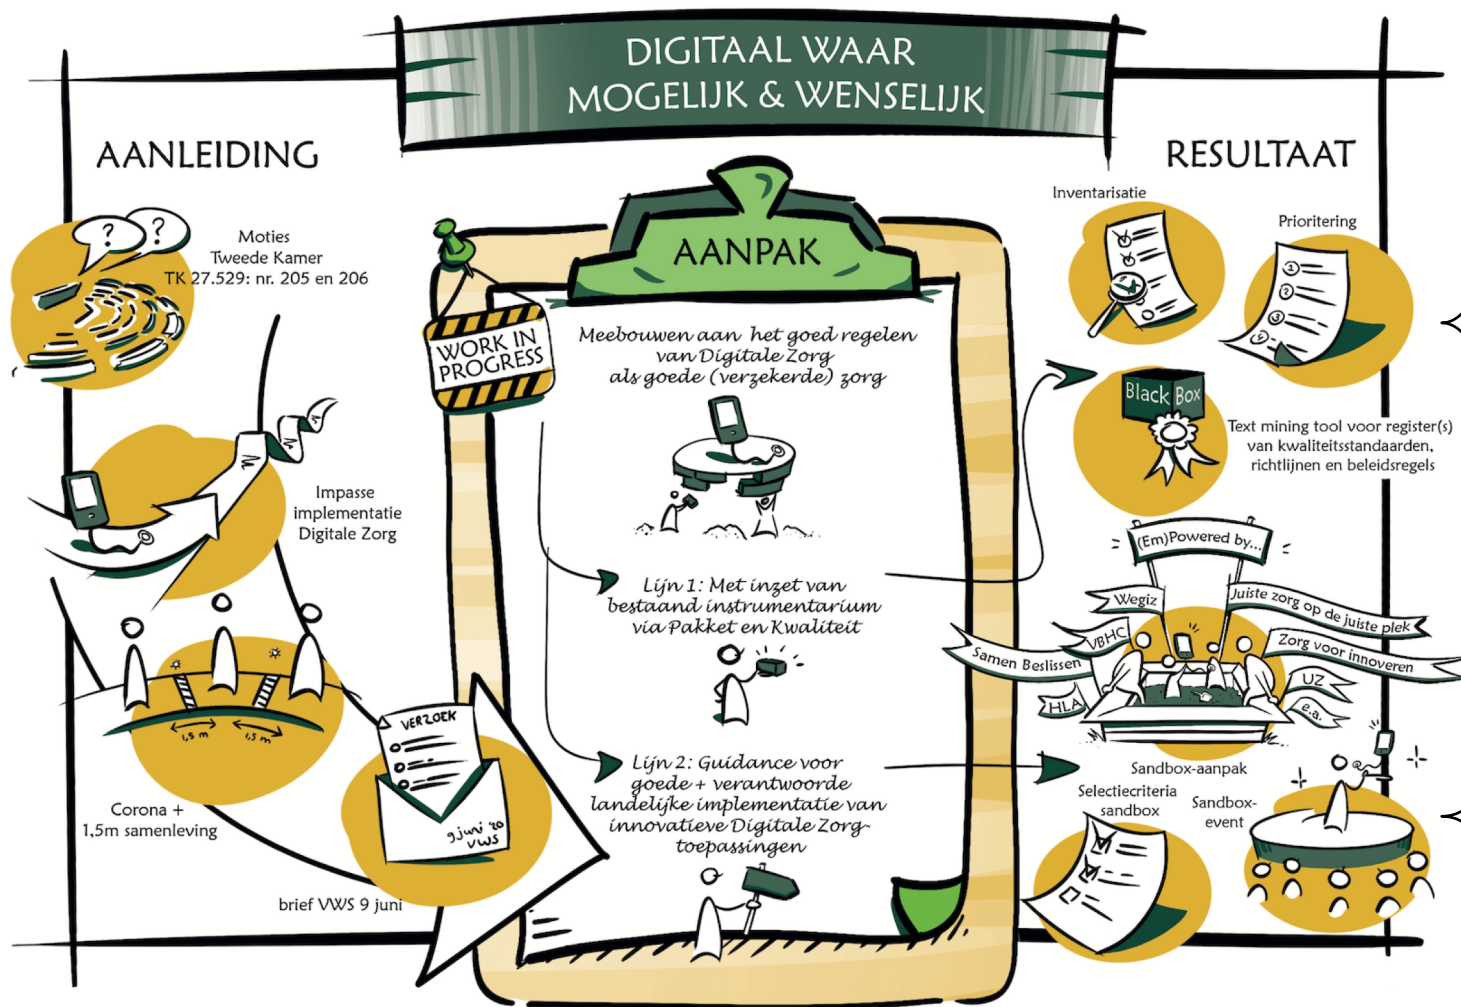 DIGITAAL WAAR
MOGELIJK & WENSELIJK
AANLEIDING
?
?
Moties
Tweede Kamer
TK 27.529: nr. 205 en 206
Impasse
implementatie
Digitale Zorg
1,5 m
1,5 m
Corona +
1,5m samenleving
VERZOEK
9 juni '20
VWS
brief VWS 9 juni
AANPAK
WORK IN
PROGRESS
Meebouwen aan het goed regelen
van Digitale Zorg
als goede (verzekerde) zorg
Lijn 1: Met inzet van
bestaand instrumentarium
via Pakket en Kwaliteit
Lijn 2: Guidance voor
goede + verantwoorde
landelijke implementatie van
innovatieve Digitale Zorg-
toepassingen
RESULTAAT
Inventarisatie
Prioritering
1
2
3
4
Black Box
Text mining tool voor register(s)
van kwaliteitsstandaarden,
richtlijnen en beleidsregels
(Em)Powered by...
Wegiz
Juiste zorg op de juiste plek
VBHC
Zorg voor innoveren
Samen Beslissen
UZ
HLA
e.a.
Sandbox-aanpak
Selectiecriteria
sandbox
Sandbox-
event